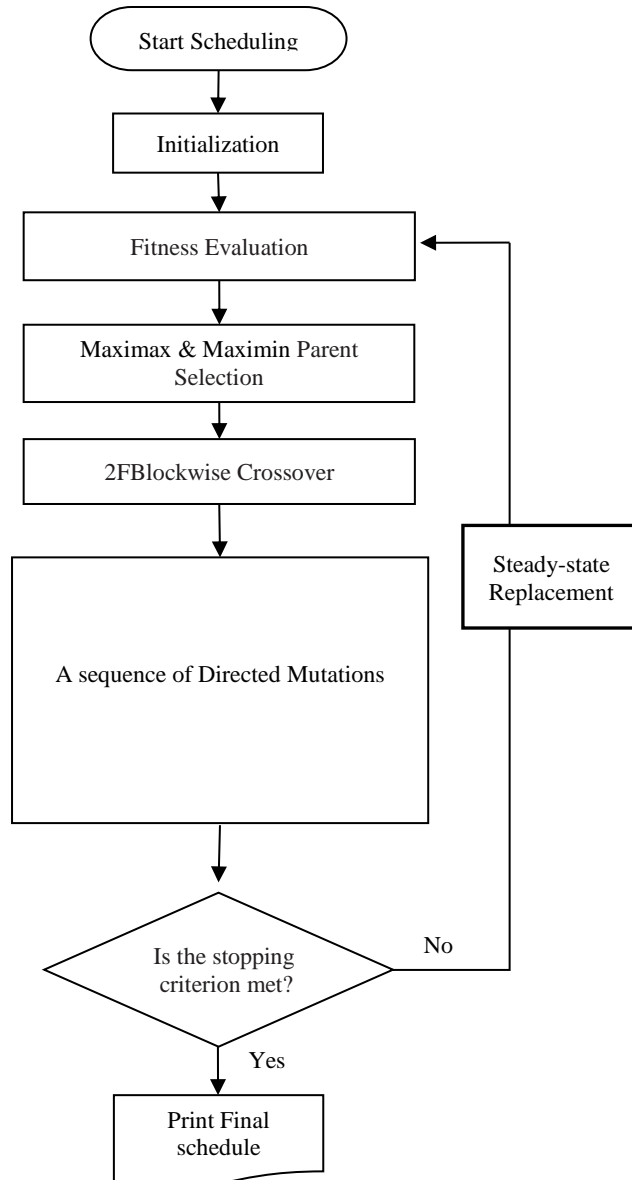 Start Scheduling
Initialization
Fitness Evaluation
Maximax & Maximin Parent
Selection
2FBlockwise Crossover
Steady-state
Replacement
A sequence of Directed Mutations
No
Is the stopping
criterion met?
Yes
Print Final
schedule